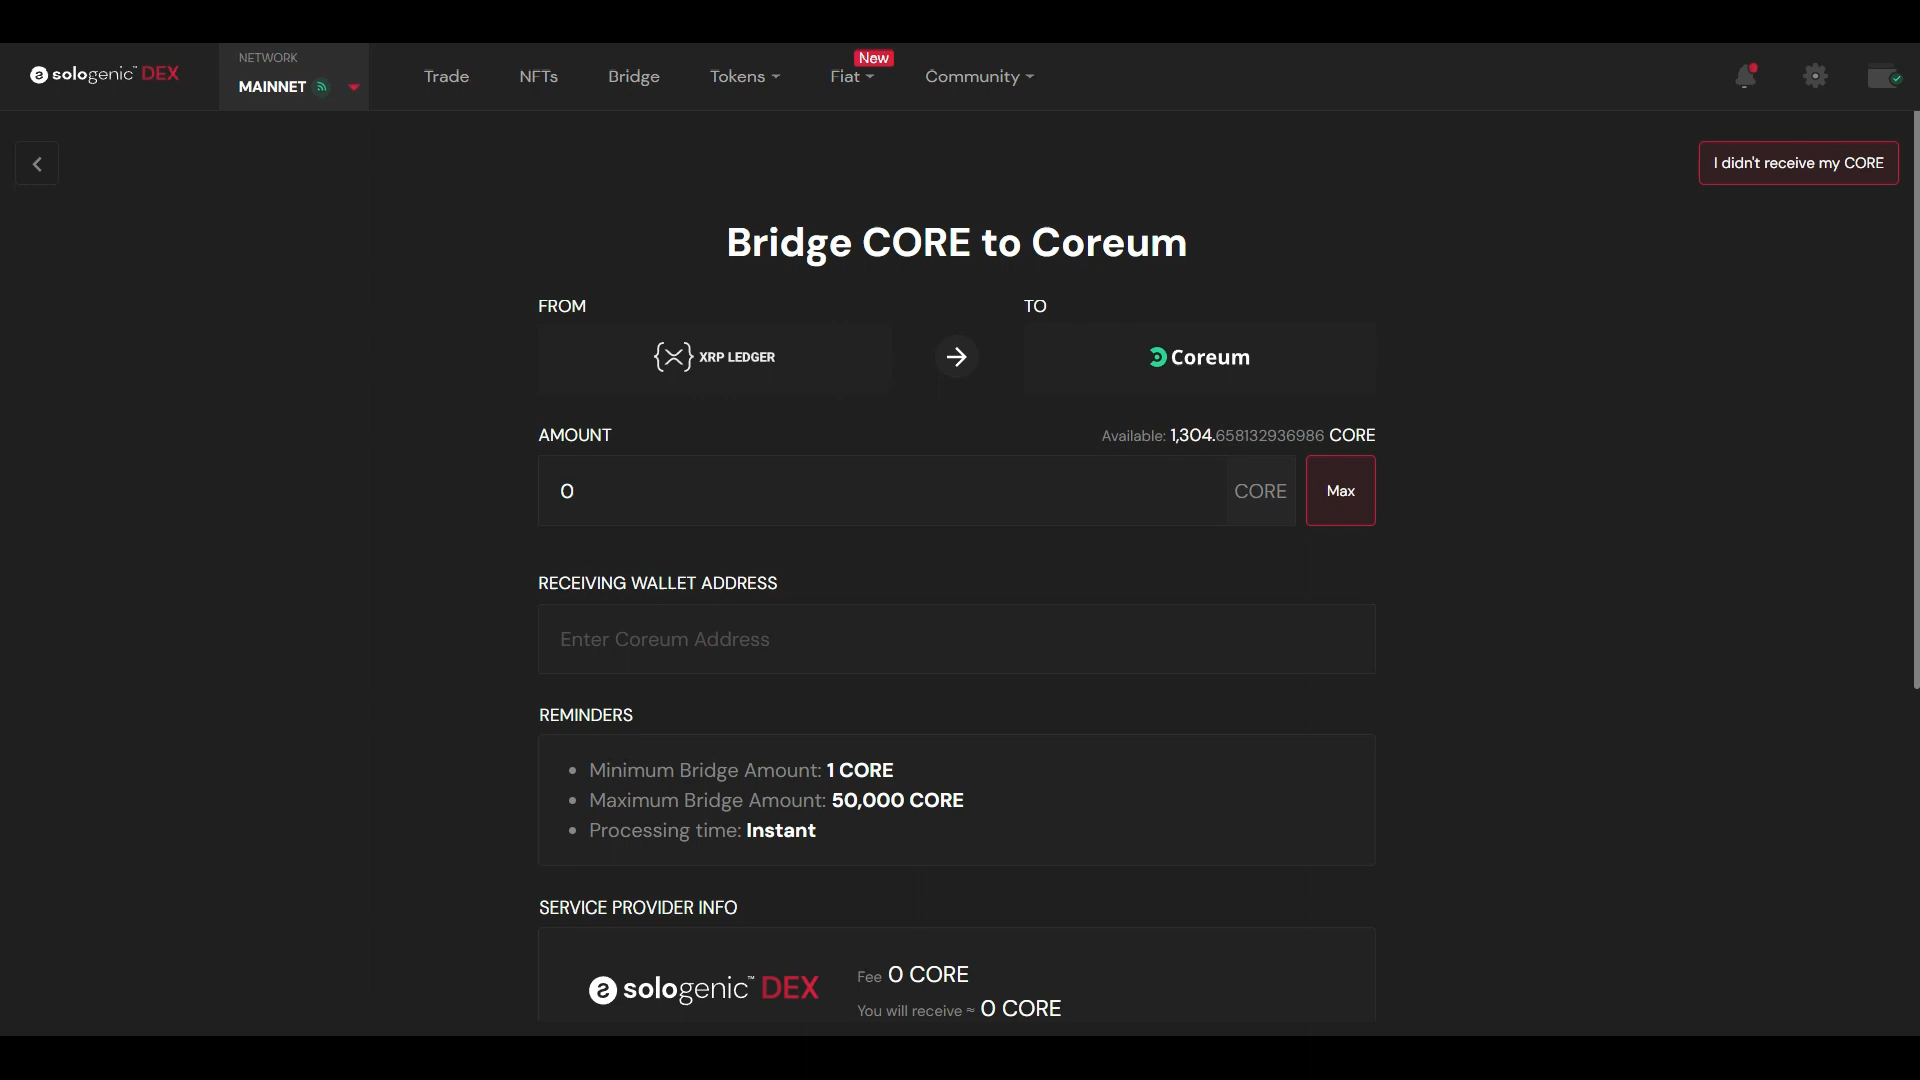 sologenic™ DEX
NETWORK
MAINNET
Trade
NFTs
Bridge
Tokens
New
Fiat
Community
I didn't receive my CORE
Bridge CORE to Coreum
FROM
TO
XRP LEDGER
Coreum
AMOUNT
Available: 1,304.658132936986 CORE
0
CORE
Max
RECEIVING WALLET ADDRESS
Enter Coreum Address
REMINDERS
• Minimum Bridge Amount: 1 CORE
• Maximum Bridge Amount: 50,000 CORE
• Processing time: Instant
SERVICE PROVIDER INFO
sologenic™ DEX
Fee 0 CORE
You will receive ≈ 0 CORE